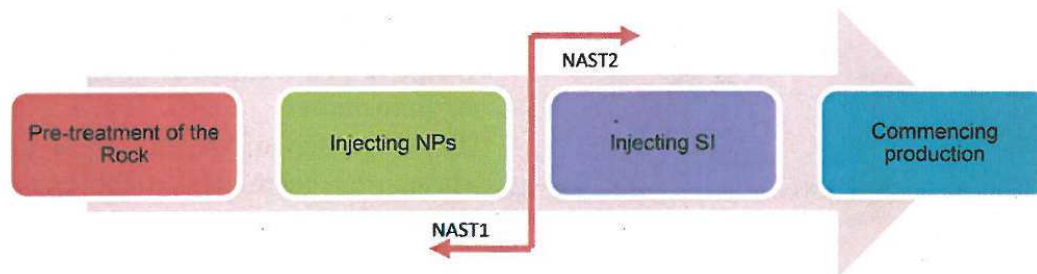 NAST2
Pre-treatment of the
Rock
Injecting NPs
Injecting SI
Commencing
production
NAST1